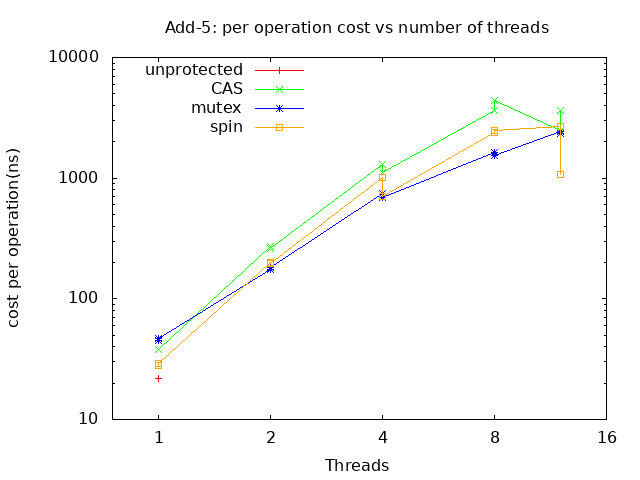 Add-5: per operation cost vs number of threads
10000
unprotected
CAS
mutex
spin
1000
100
10
cost per operation(ns)
1 2 4 8 16
Threads